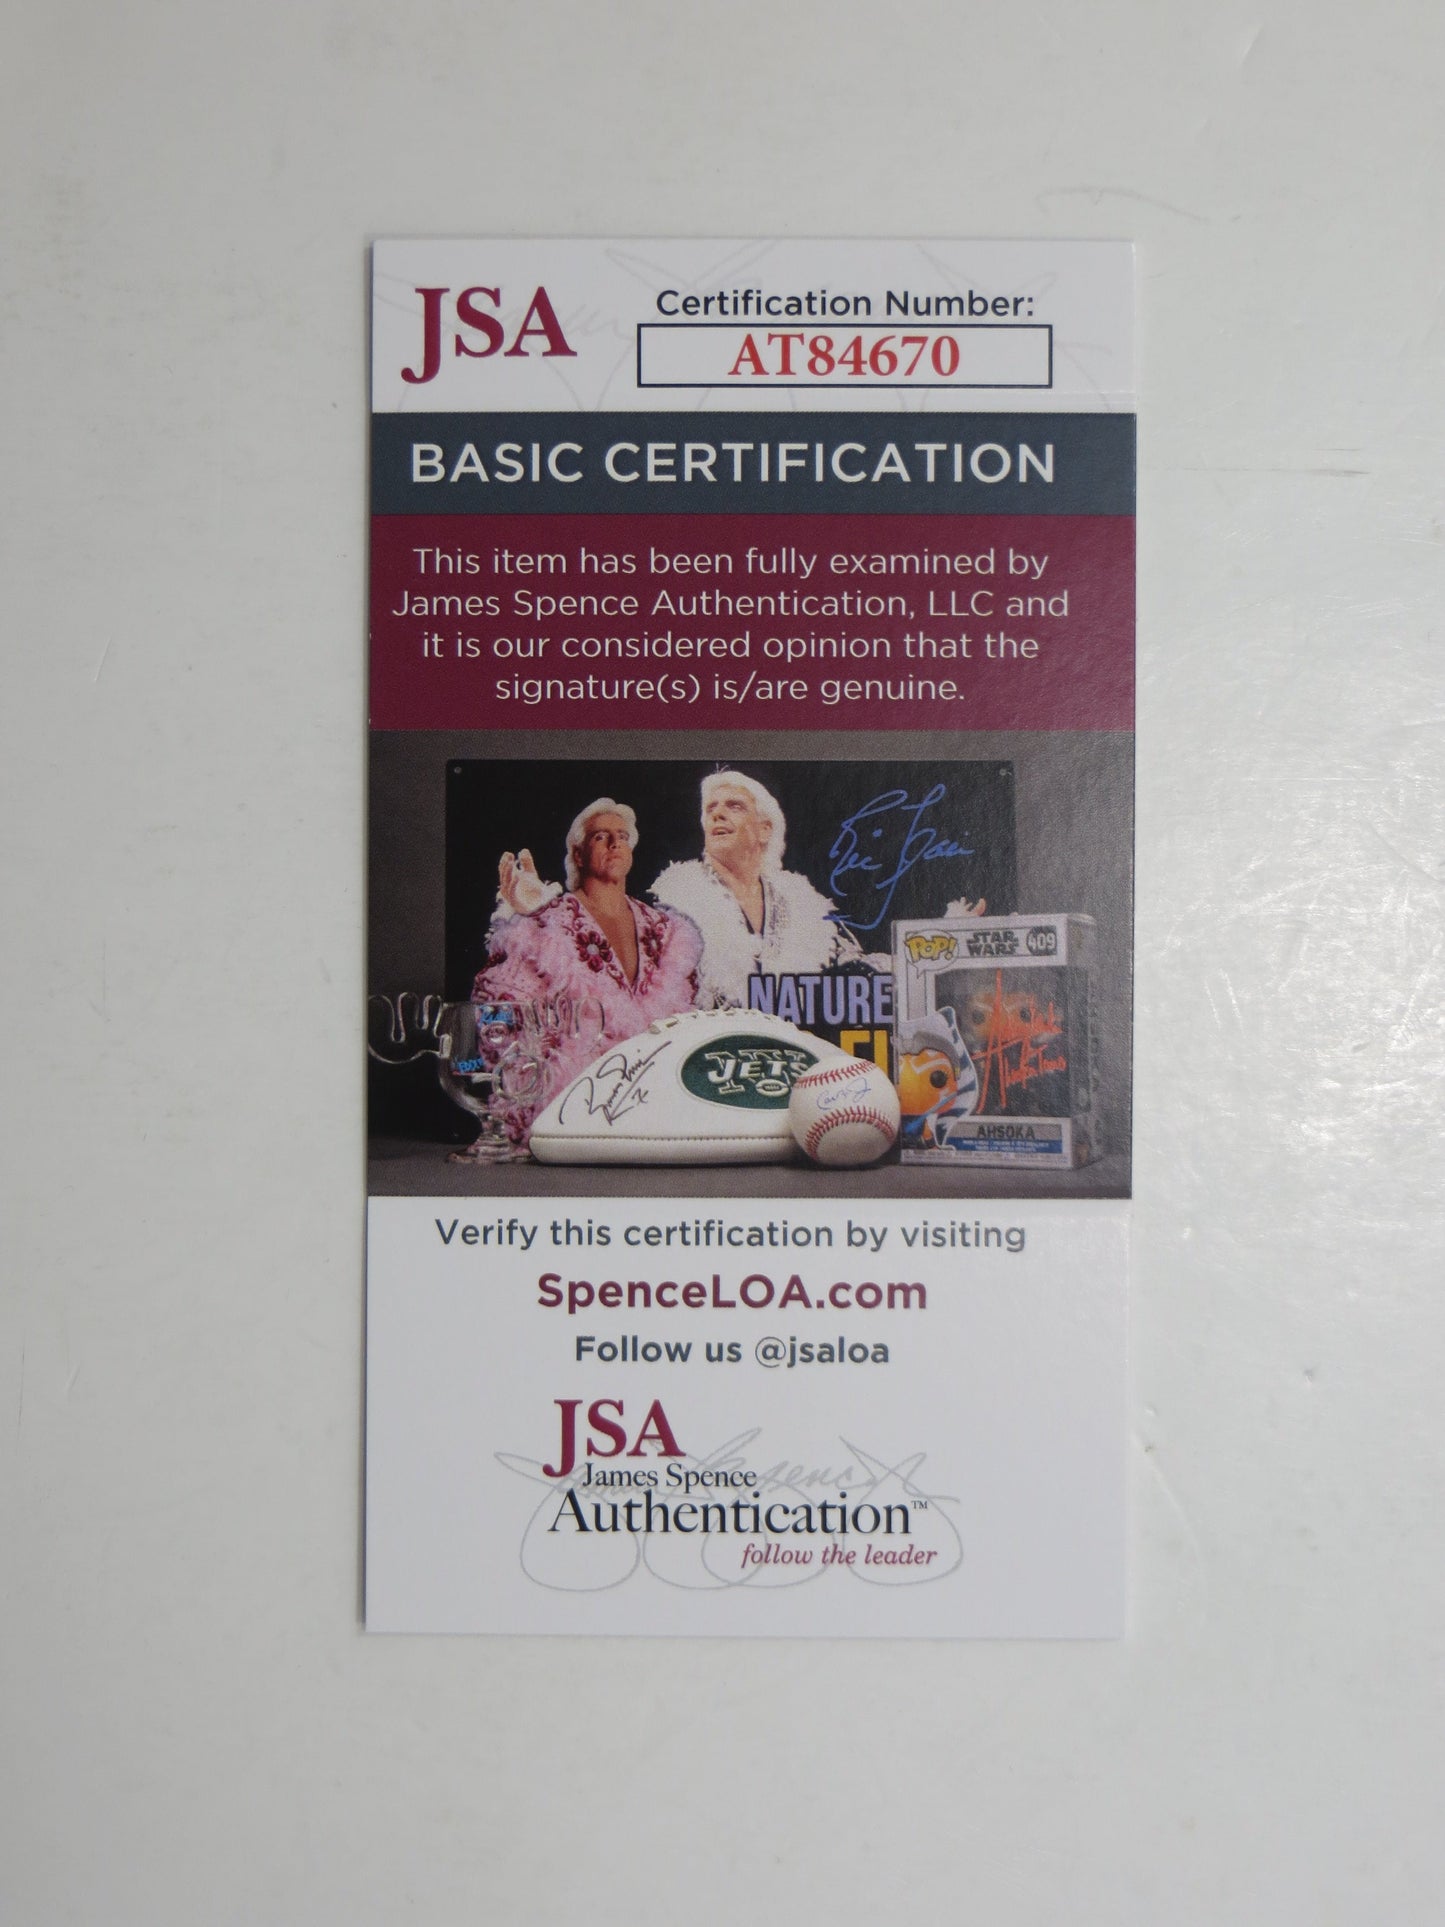 JSA
Certification Number:
AT84670
BASIC CERTIFICATION
This item has been fully examined by
James Spence Authentication, LLC and
it is our considered opinion that the
signature(s) is/are genuine.
NATURE
POP!
STAR
WARS
409
JETS
AHSOKA
Verify this certification by visiting
SpenceLOA.com
Follow us @jsaloa
JSA
James Spence
Authentication™
follow the leader